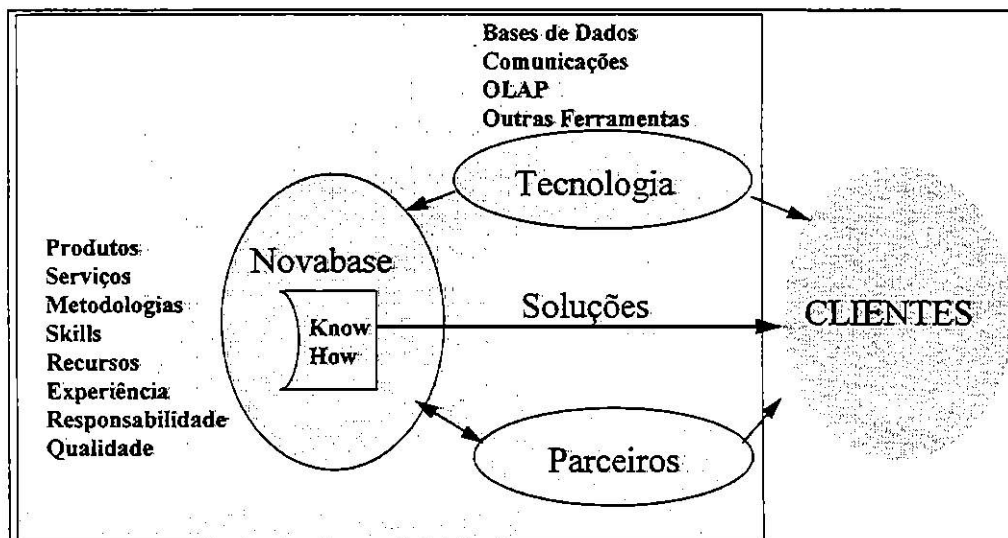 Bases de Dados
Comunicações
OLAP
Outras Ferramentas
Tecnologia
Produtos
Serviços
Metodologias
Skills
Recursos
Experiência
Responsabilidade
Qualidade
Novabase
Know
How
Soluções
CLIENTES
Parceiros